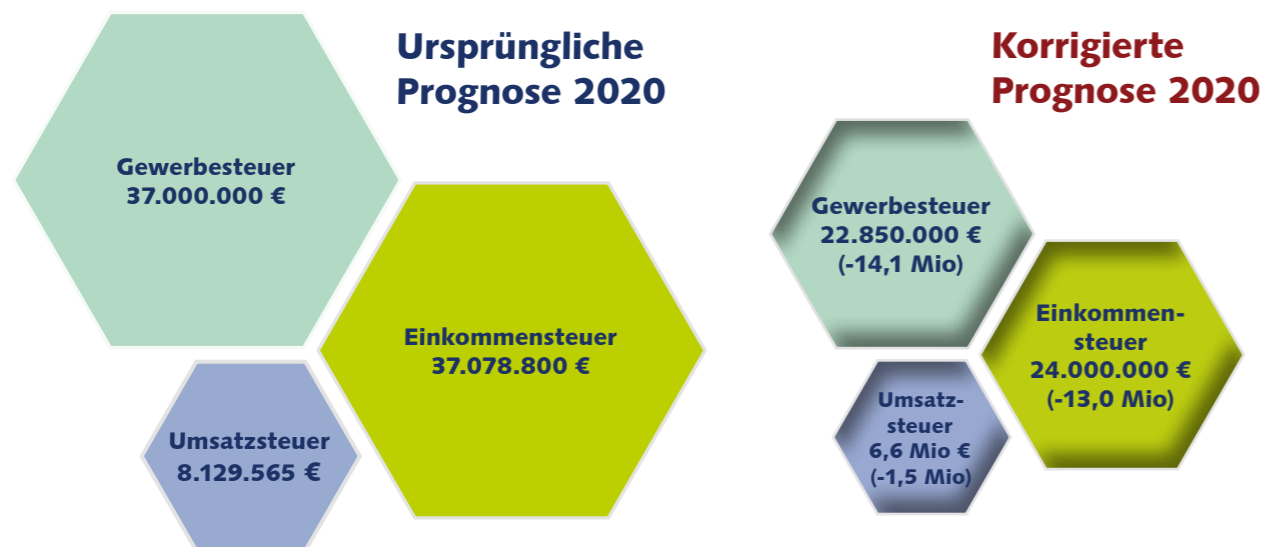 Ursprüngliche
Prognose 2020
Gewerbesteuer
37.000.000 €
Einkommensteuer
37.078.800 €
Umsatzsteuer
8.129.565 €
Korrigierte
Prognose 2020
Gewerbesteuer
22.850.000 €
(-14,1 Mio)
Einkommen-
steuer
24.000.000 €
(-13,0 Mio)
Umsatz-
steuer
6,6 Mio €
(-1,5 Mio)